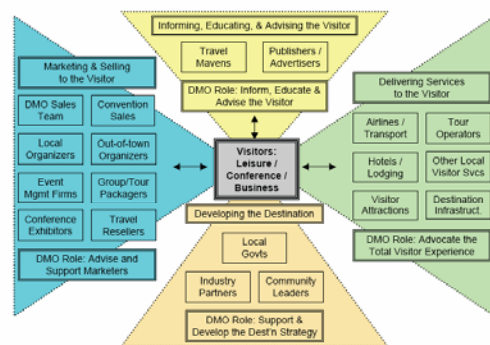 Informing, Educating, & Advising the Visitor
Travel
Mavens
Publishers /
Advertisers
DMO Role: Inform, Educate &
Advise the Visitor
Marketing & Selling
to the Visitor
DMO Sales
Team
Convention
Sales
Local
Organizers
Out-of-town
Organizers
Event
Mgmt Firms
Group/Tour
Packagers
Conference
Exhibitors
Travel
Resellers
DMO Role: Advise and
Support Marketers
Visitors:
Leisure /
Conference /
Business
Delivering Services
to the Visitor
Airlines /
Transport
Tour
Operators
Hotels /
Lodging
Other Local
Visitor Svcs
Visitor
Attractions
Destination
Infrastruct.
DMO Role: Advocate the
Total Visitor Experience
Developing the Destination
Local
Govts
Industry
Partners
Community
Leaders
DMO Role: Support &
Develop the Dest'n Strategy